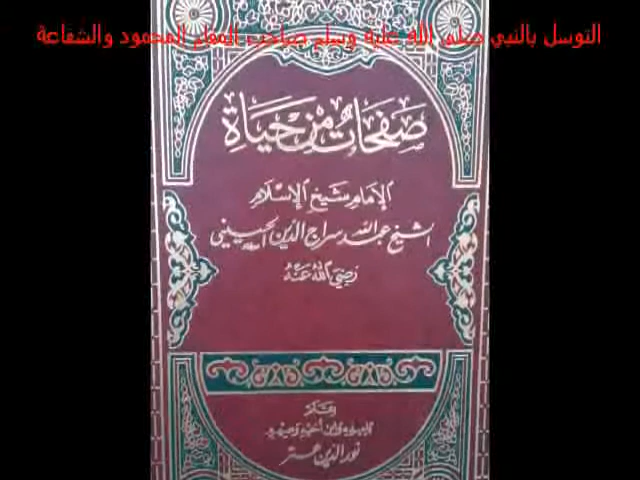 التوسل بالنبي صلى الله عليه وسلم صاحب المقام المحمود والشفاعة
صفحات من حياة
الإمام شيخ الإسلام
الشيخ عبد الله سراج الدين الحسيني
رضي الله عنه
بقلم
نور الدين عتر